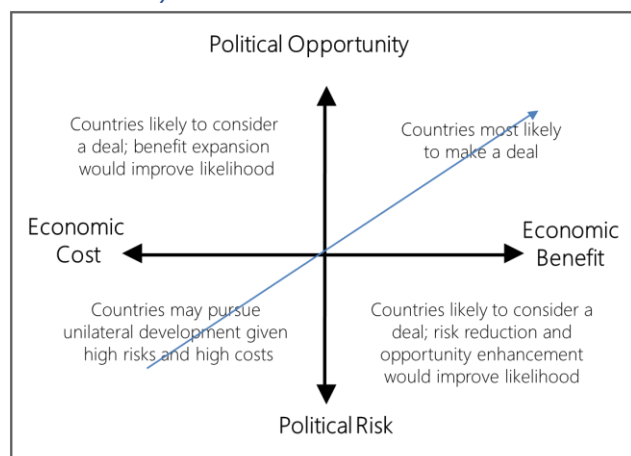 Political Opportunity
Countries likely to consider
a deal; benefit expansion
would improve likelihood
Countries most likely
to make a deal
Economic
Cost
Economic
Benefit
Countries may pursue
unilateral development given
high risks and high costs
Countries likely to consider a
deal; risk reduction and
opportunity enhancement
would improve likelihood
Political Risk